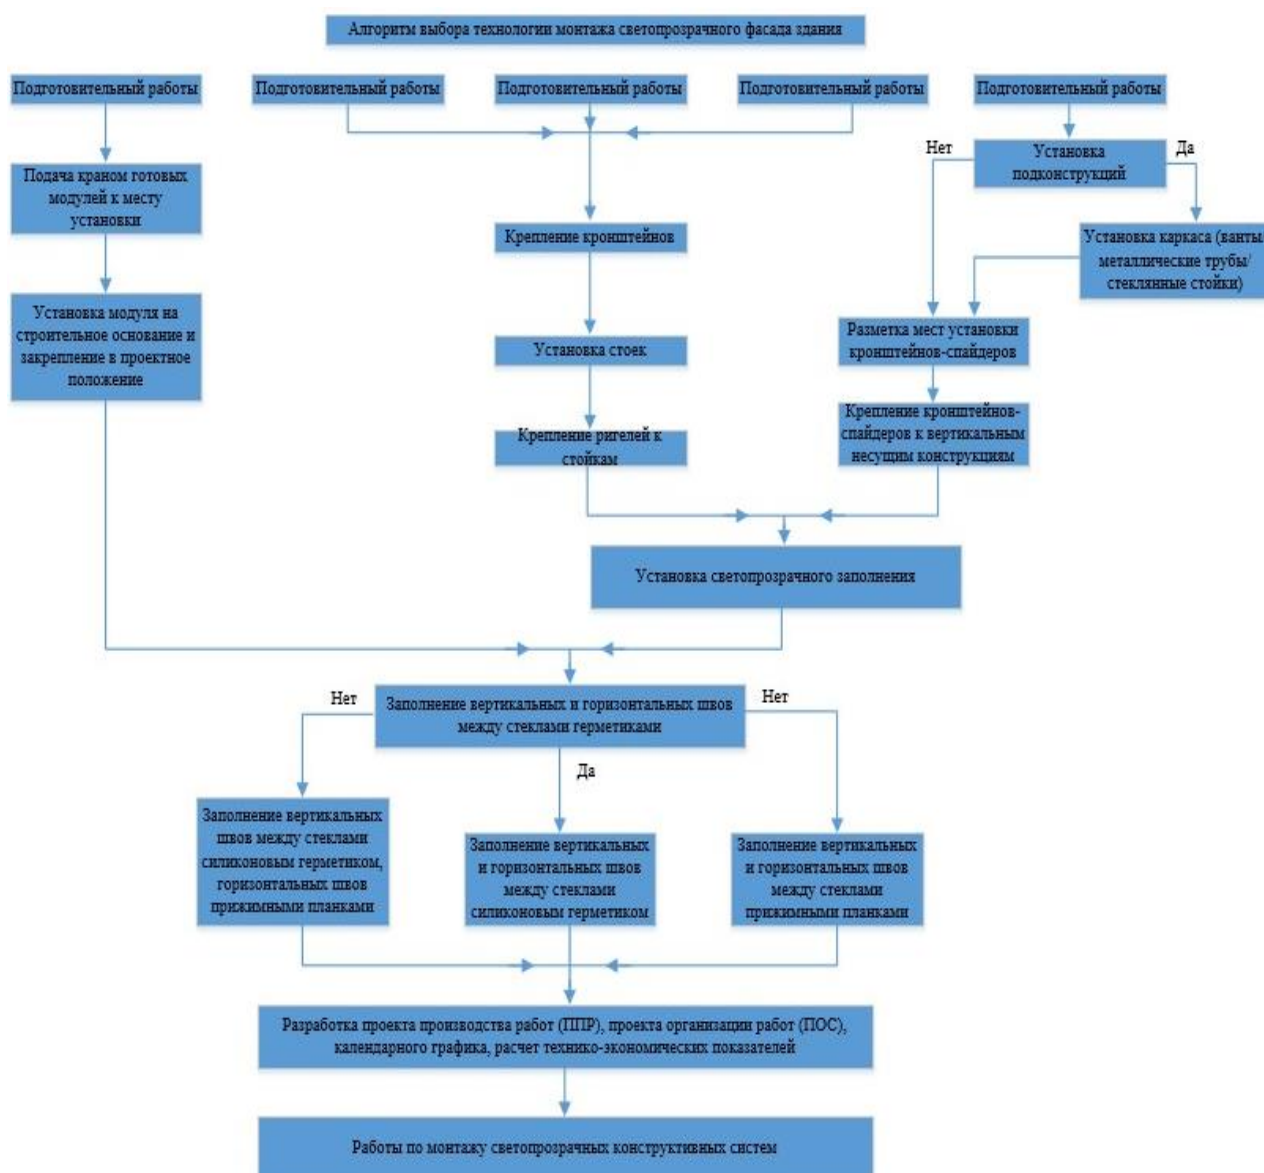 Алгоритм выбора технологии монтажа светопрозрачного фасада здания
Подготовительный работы
Подготовительный работы
Подготовительный работы
Подготовительный работы
Подготовительный работы
Нет
Установка
подконструкций
Да
Подача краном готовых
модулей к месту
установки
Крепление кронштейнов
Установка каркаса (ванты/
металлические трубы/
стеклянные стойки)
Установка модуля на
строительное основание и
закрепление в проектное
положение
Установка стоек
Разметка мест установки
кронштейнов-спайдеров
Крепление ригелей к
стойкам
Крепление кронштейнов-
спайдеров к вертикальным
несущим конструкциям
Установка светопрозрачного заполнения
Нет
Заполнение вертикальных и горизонтальных швов
между стеклами герметиками
Нет
Да
Заполнение вертикальных
швов между стеклами
силиконовым герметиком,
горизонтальных швов
прижимными планками
Заполнение вертикальных
и горизонтальных швов
между стеклами
силиконовым герметиком
Заполнение вертикальных
и горизонтальных швов
между стеклами
прижимными планками
Разработка проекта производства работ (ППР), проекта организации работ (ПОС),
календарного графика, расчет технико-экономических показателей
Работы по монтажу светопрозрачных конструктивных систем